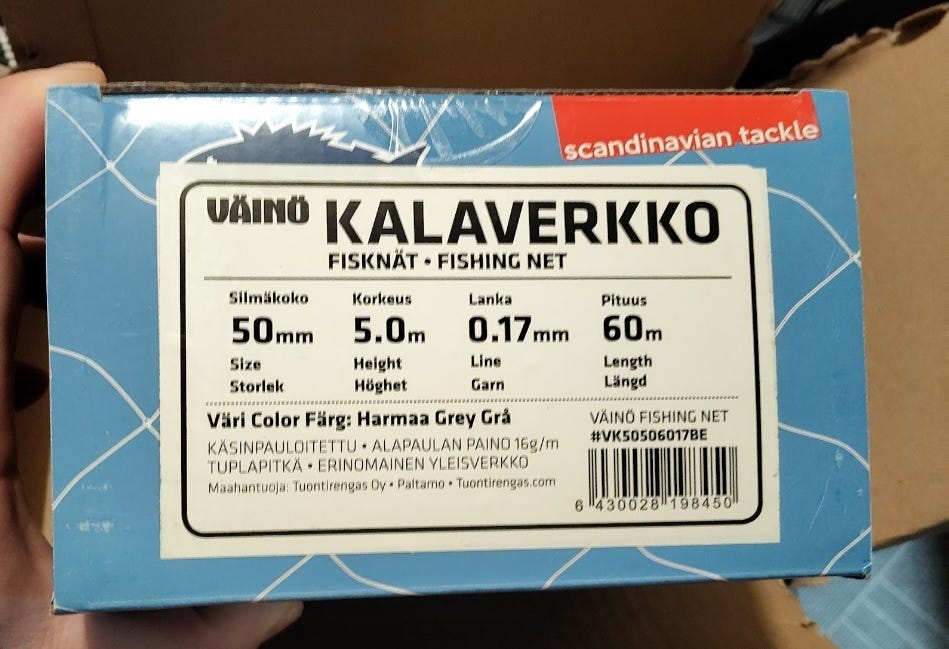 scandinavian tackle
VÄINÖ KALAVERKKO
FISKNÄT • FISHING NET
Silmäkoko Korkeus Lanka Pituus
50mm 5.0m 0.17mm 60m
Size Height Line Length
Storlek Höghet Garn Längd
Väri Color Färg: Harmaa Grey Grå
KÄSINPAULOITETTU • ALAPAULAN PAINO 16g/m
TUPLAPITKÄ • ERINOMAINEN YLEISVERKKO
Maahantuoja: Tuontirengas Oy • Paltamo • Tuontirengas.com
VÄINÖ FISHING NET
#VK50506017BE
6 430028 198450